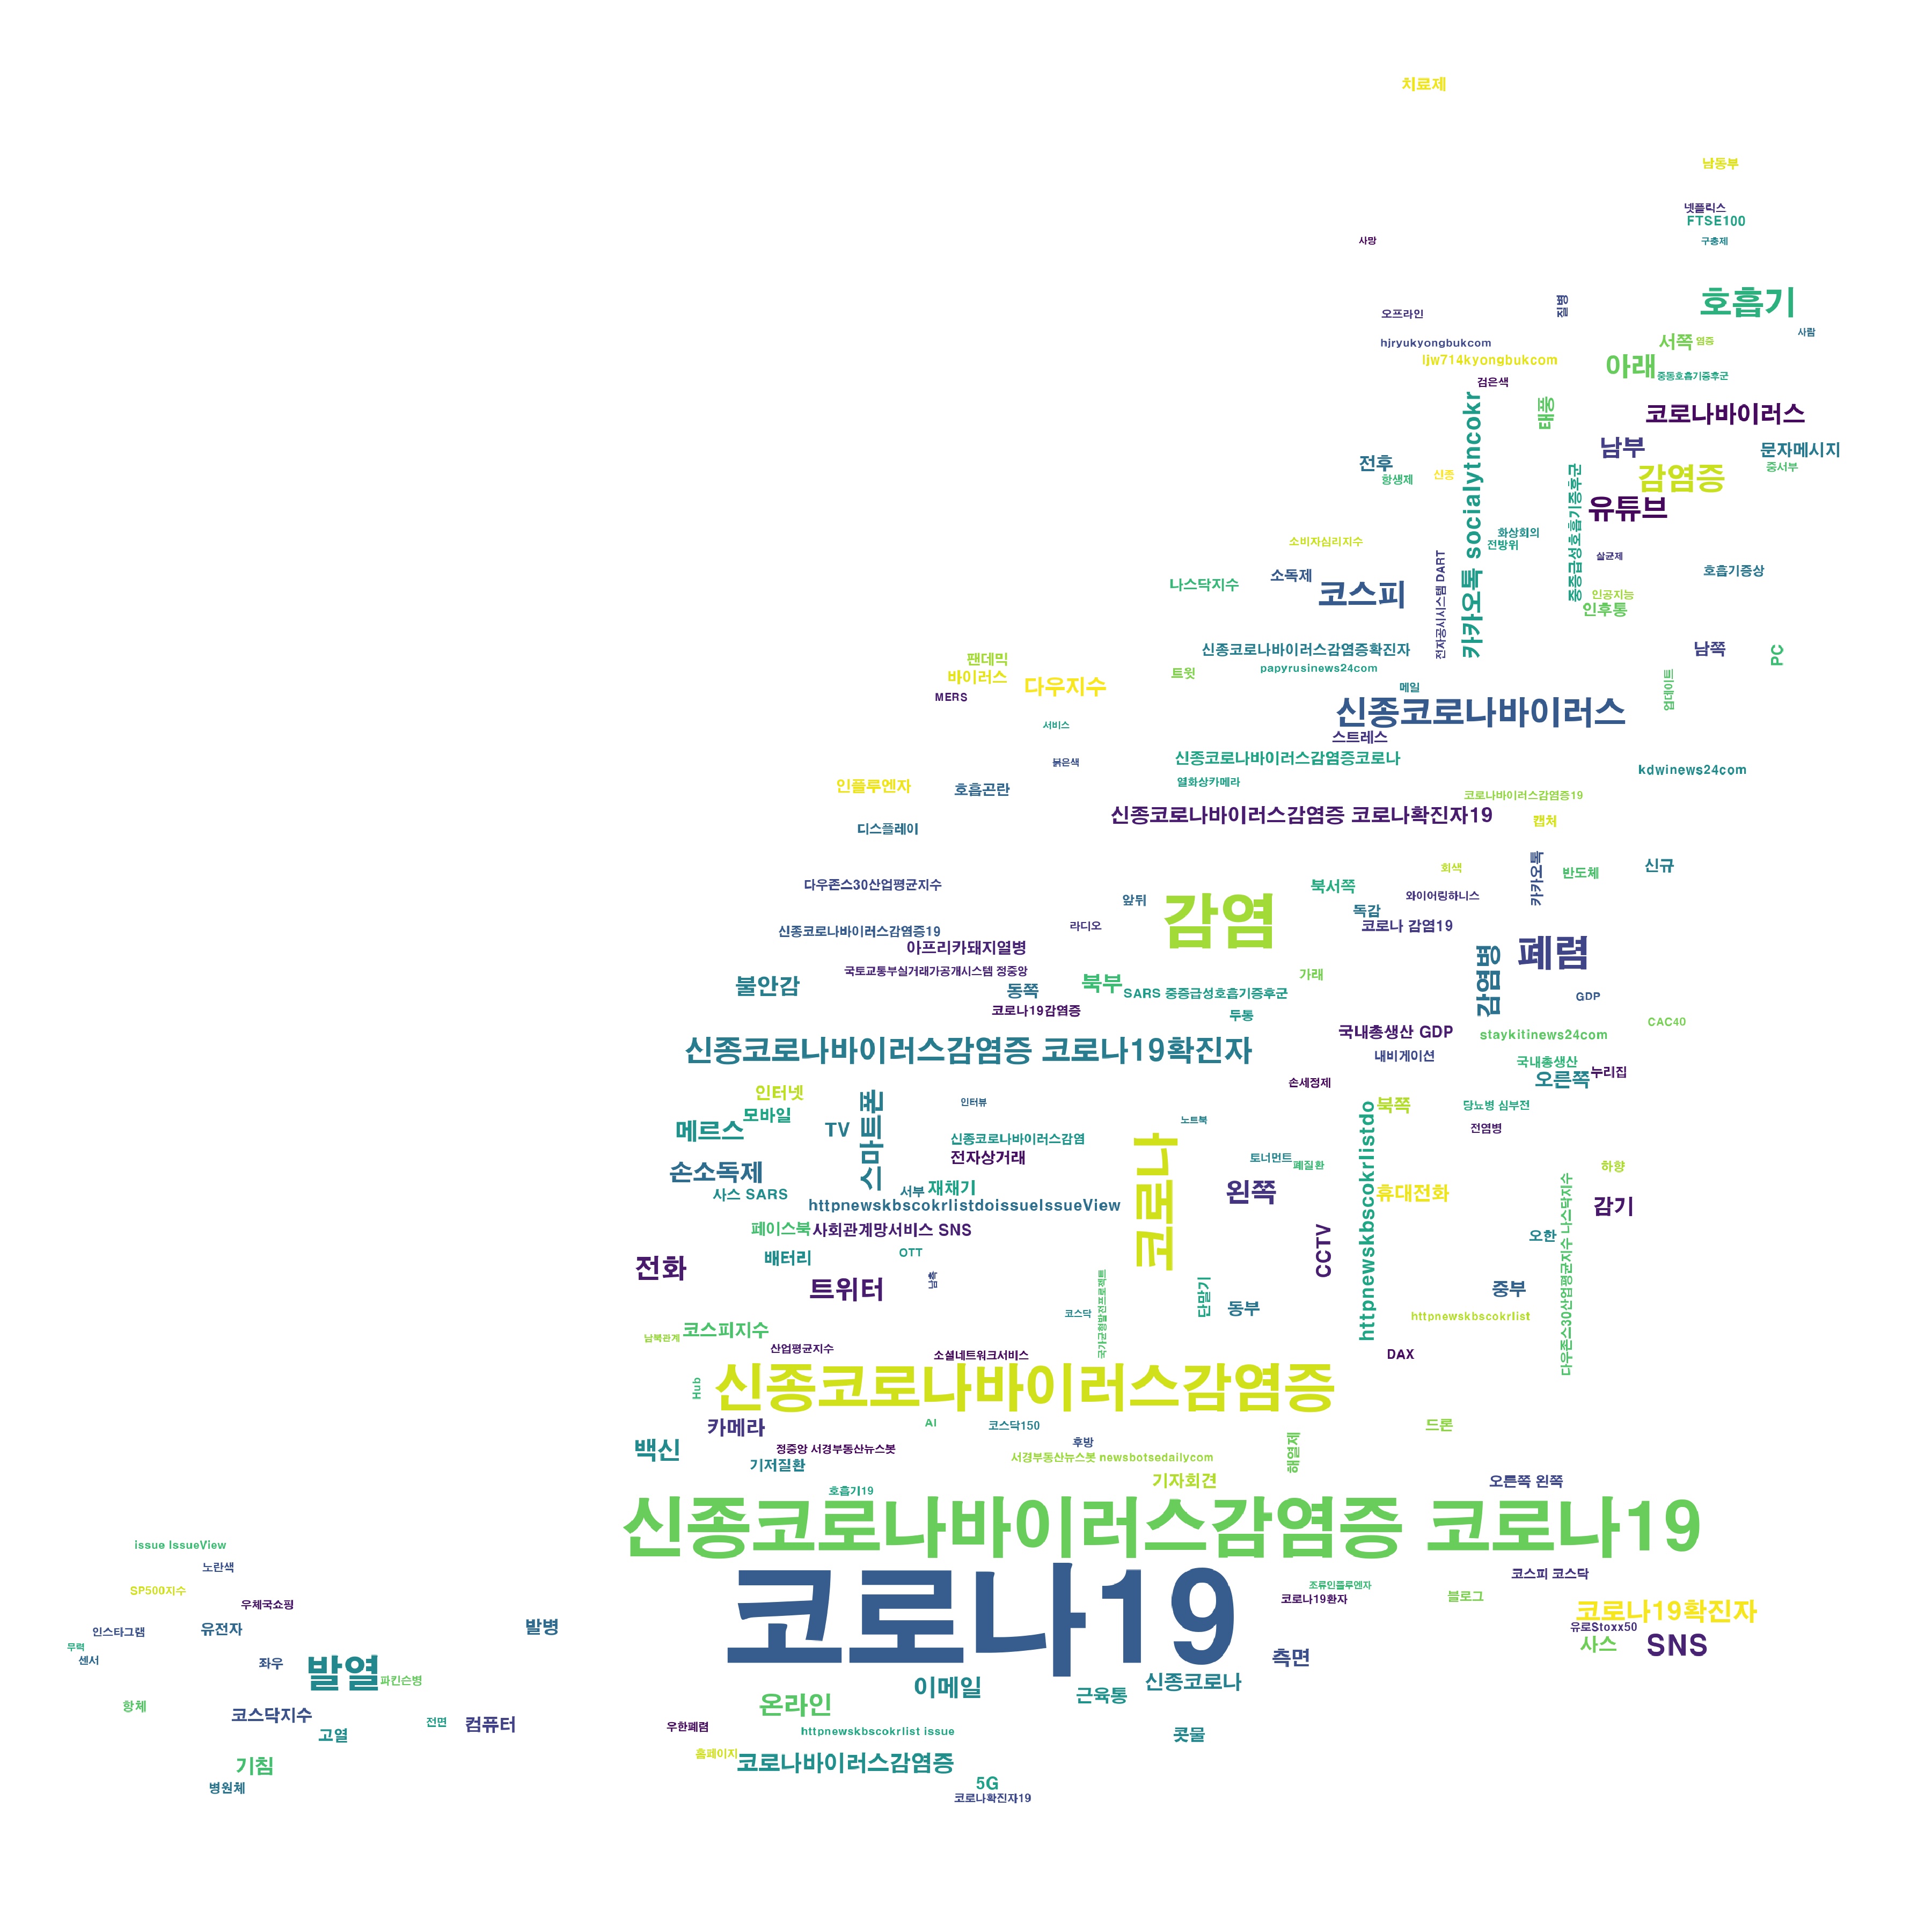 치료제
남동부
넷플릭스
FTSE100
사망
구충제
호흡기
질병
오프라인
사람
hjryukyongbukcom
서쪽
염증
ljw714kyongbukcom
아래
중동호흡기증후군
검은색
카카오톡 socialytncokr
태풍
코로나바이러스
남부
문자메시지
전후
중서부
항생제
신종
감염증
중증급성호흡기증후군
유튜브
화상회의
소비자심리지수
전방위
전자공시시스템 DART
살균제
나스닥지수
소독제
코스피
호흡기증상
인공지능
인후통
신종코로나바이러스감염증확진자
남쪽
PC
팬데믹
papyrusinews24com
바이러스
다우지수
트윗
업데이트
MERS
메일
신종코로나바이러스
서비스
스트레스
신종코로나바이러스감염증코로나
붉은색
kdwinews24com
인플루엔자
호흡곤란
열화상카메라
코로나바이러스감염증19
신종코로나바이러스감염증 코로나확진자19
캡처
디스플레이
카카오톡
신규
회색
반도체
다우존스30산업평균지수
북서쪽
와이어링하니스
앞뒤
감염
독감
라디오
코로나 감염19
신종코로나바이러스감염증19
아프리카돼지열병
폐렴
국토교통부실거래가공개시스템 정중앙
가래
감염병
불안감
동쪽
북부
SARS 중증급성호흡기증후군
GDP
코로나19감염증
두통
국내총생산 GDP
staykitinews24com
CAC40
신종코로나바이러스감염증 코로나19확진자
내비게이션
국내총생산
누리집
손세정제
오른쪽
인터넷
인터뷰
북쪽
당뇨병 심부전
모바일
스마트폰
노트북
메르스
TV
전염병
신종코로나바이러스감염
코로나
전자상거래
토너먼트
폐질환
httpnewskbscokrlistdo
하향
손소독제
사스 SARS
서부
재채기
왼쪽
휴대전화
httpnewskbscokrlistdoissueIssueView
감기
페이스북
사회관계망서비스 SNS
다우존스30산업평균지수 나스닥지수
오한
배터리
OTT
CCTV
전화
남측
트위터
중부
단말기
동부
코스닥
국가균형발전프로젝트
httpnewskbscokrlist
남북관계
코스피지수
산업평균지수
소셜네트워크서비스
DAX
Hub
신종코로나바이러스감염증
카메라
AI
코스닥150
드론
백신
정중앙 서경부동산뉴스봇
후방
해열제
기저질환
서경부동산뉴스봇 newsbotsedailycom
기자회견
오른쪽 왼쪽
호흡기19
신종코로나바이러스감염증 코로나19
issue IssueView
노란색
코로나19
코스피 코스닥
SP500지수
조류인플루엔자
코로나19환자
블로그
우체국쇼핑
코로나19확진자
인스타그램
유전자
발병
유로Stoxx50
무력
센서
좌우
측면
사스
SNS
발열
파킨슨병
이메일
근육통
신종코로나
항체
온라인
코스닥지수
전면
컴퓨터
우한폐렴
httpnewskbscokrlist issue
고열
콧물
홈페이지
코로나바이러스감염증
기침
병원체
5G
코로나확진자19